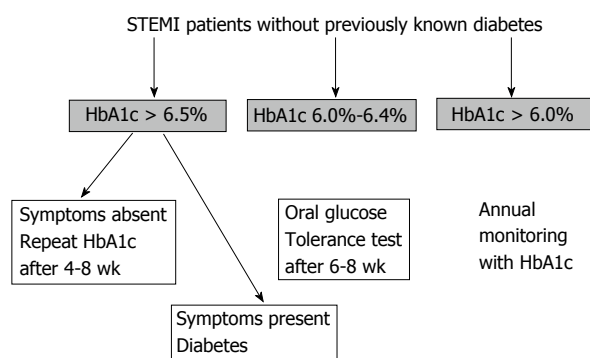 STEMI patients without previously known diabetes
HbA1c > 6.5%
HbA1c 6.0%-6.4%
HbA1c > 6.0%
Symptoms absent
Repeat HbA1c
after 4-8 wk
Oral glucose
Tolerance test
after 6-8 wk
Annual
monitoring
with HbA1c
Symptoms present
Diabetes